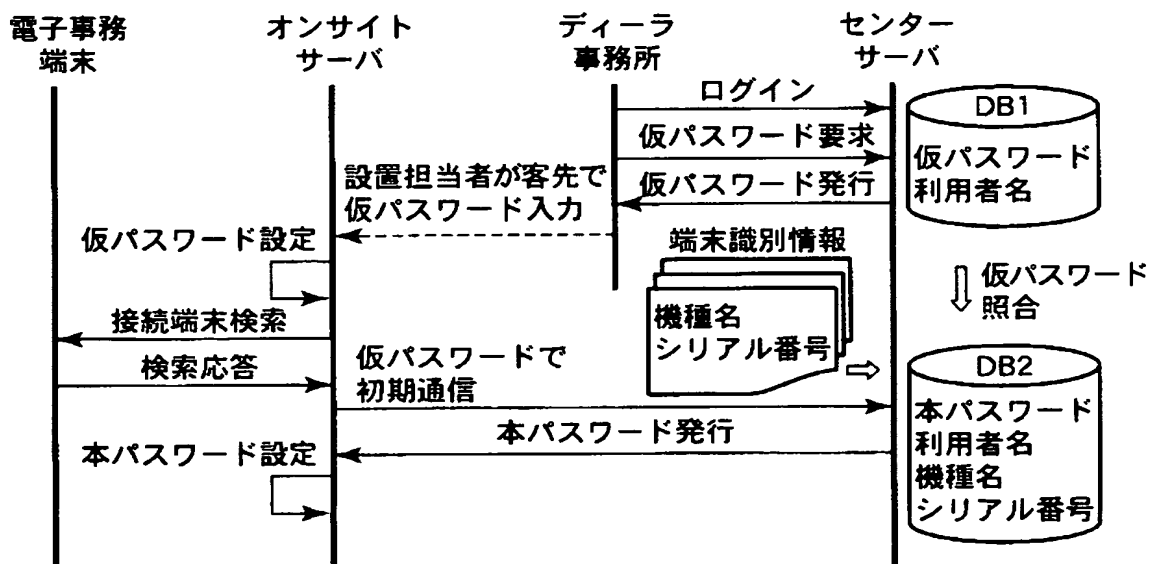 電子事務
端末
オンサイト
サーバ
ディーラ
事務所
センター
サーバ
ログイン
DB1
仮パスワード要求
仮パスワード
利用者名
設置担当者が客先で
仮パスワード入力
仮パスワード発行
仮パスワード設定
端末識別情報
仮パスワード
照合
機種名
シリアル番号
接続端末検索
検索応答
仮パスワードで
初期通信
DB2
本パスワード
利用者名
機種名
シリアル番号
本パスワード発行
本パスワード設定